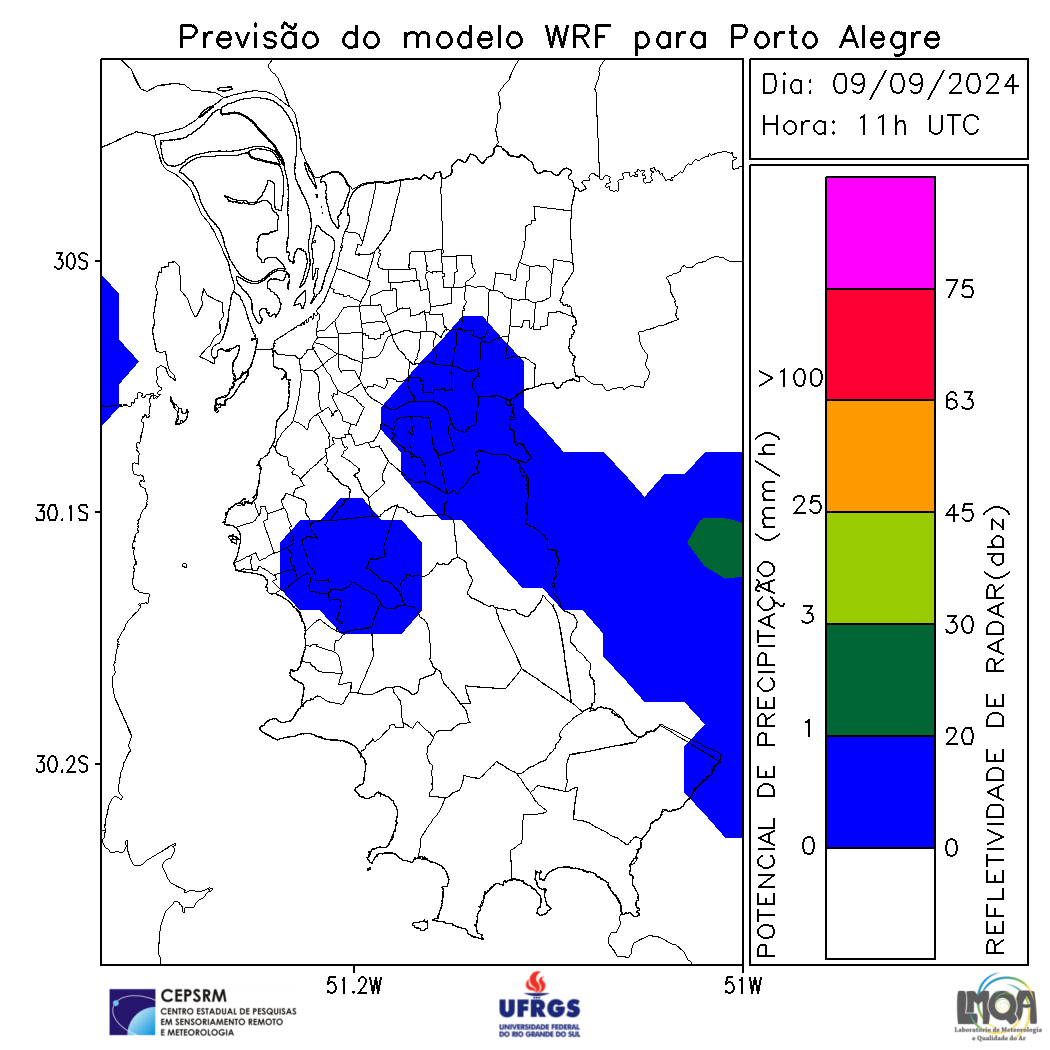 Previsão do modelo WRF para Porto Alegre
Dia: 09/09/2024
Hora: 11h UTC
30S
30.1S
30.2S
51.2W
51W
POTENCIAL DE PRECIPITAÇÃO (mm/h)
>100
25
3
1
0
75
63
45
30
20
0
REFLETIVIDADE DE RADAR(dbz)
CEPSRM
CENTRO ESTADUAL DE PESQUISAS
EM SENSORIAMENTO REMOTO
E METEOROLOGIA
UFRGS
UNIVERSIDADE FEDERAL
DO RIO GRANDE DO SUL
LMQA
Laboratório de Meteorologia
e Qualidade do Ar